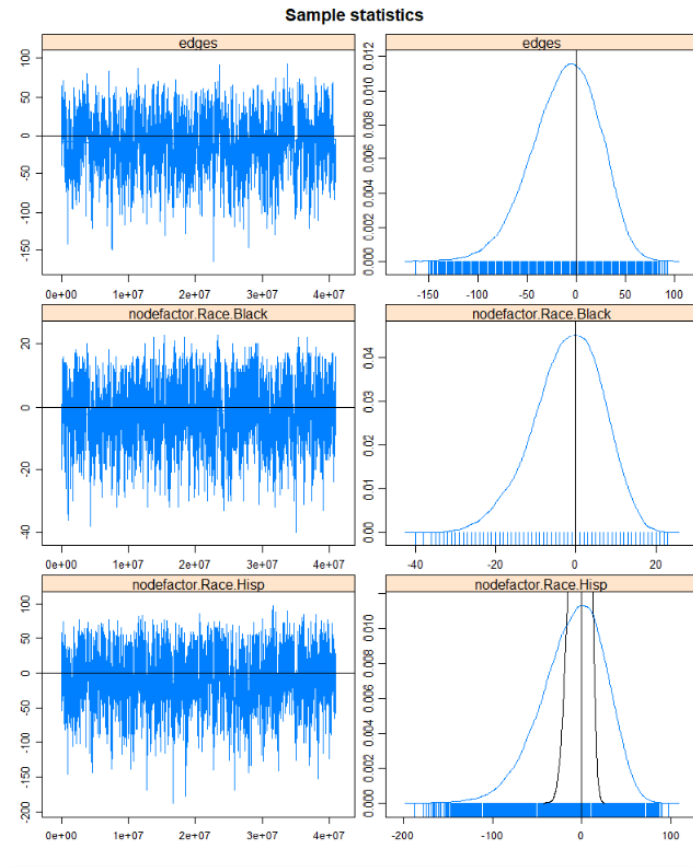 Sample statistics
edges
edges
100
50
0
-50
-100
-150
0.012
0.010
0.008
0.006
0.004
0.002
0.000
0e+00 1e+07 2e+07 3e+07 4e+07
-150 -100 -50 0 50 100
nodefactor.Race.Black
nodefactor.Race.Black
20
0
-20
-40
0.04
0.03
0.02
0.01
0.00
0e+00 1e+07 2e+07 3e+07 4e+07
-40 -20 0 20
nodefactor.Race.Hisp
nodefactor.Race.Hisp
100
50
0
-50
-100
-150
-200
0.010
0.008
0.006
0.004
0.002
0.000
0e+00 1e+07 2e+07 3e+07 4e+07
-200 -100 0 100